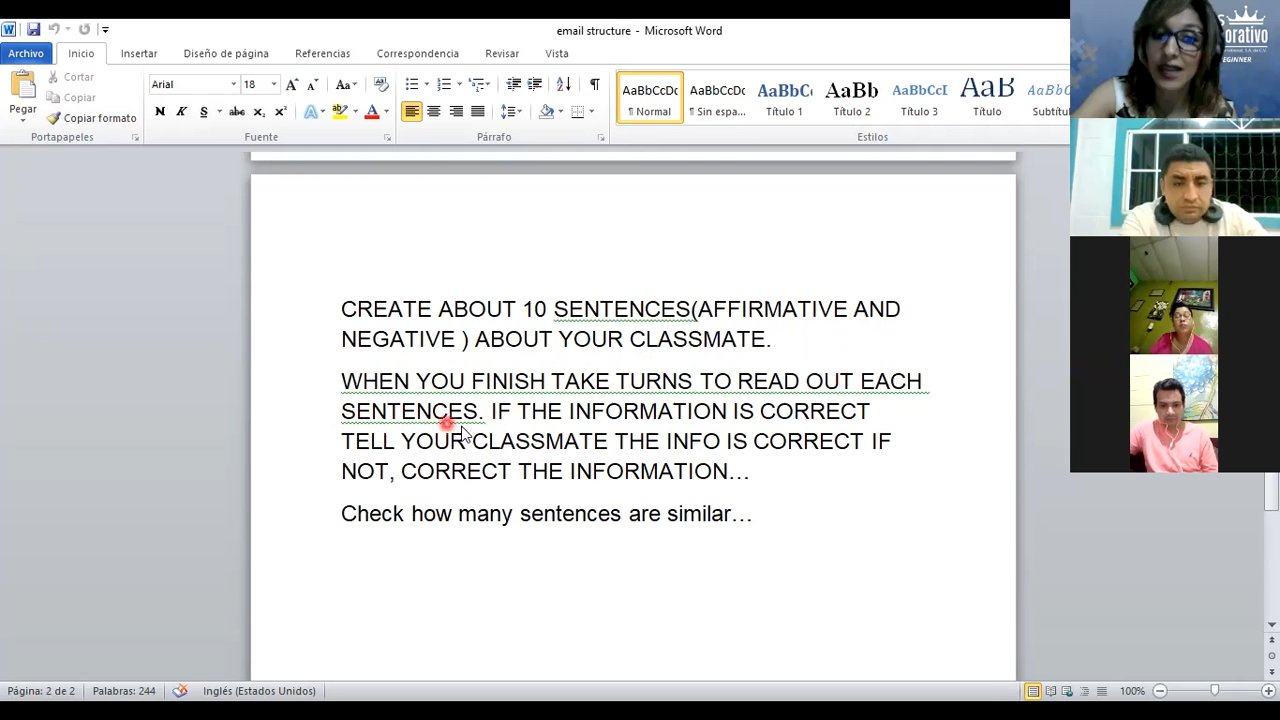 email structure - Microsoft Word
Archivo Inicio Insertar Diseño de página Referencias Correspondencia Revisar Vista
Pegar
Cortar
Copiar
Copiar formato
Portapapeles
Arial 18
Fuente
Párrafo
AaBbCcDc AaBbCcDc AaBbC AaBb AaBbCcI AaB AaBbCcI
¶ Normal ¶ Sin espa... Título 1 Título 2 Título 3 Título Subtítu
Estilos
orativo
EGINNER
CREATE ABOUT 10 SENTENCES(AFFIRMATIVE AND
NEGATIVE ) ABOUT YOUR CLASSMATE.
WHEN YOU FINISH TAKE TURNS TO READ OUT EACH
SENTENCES. IF THE INFORMATION IS CORRECT
TELL YOUR CLASSMATE THE INFO IS CORRECT IF
NOT, CORRECT THE INFORMATION…
Check how many sentences are similar…
Página: 2 de 2 Palabras: 244 Inglés (Estados Unidos) 100%